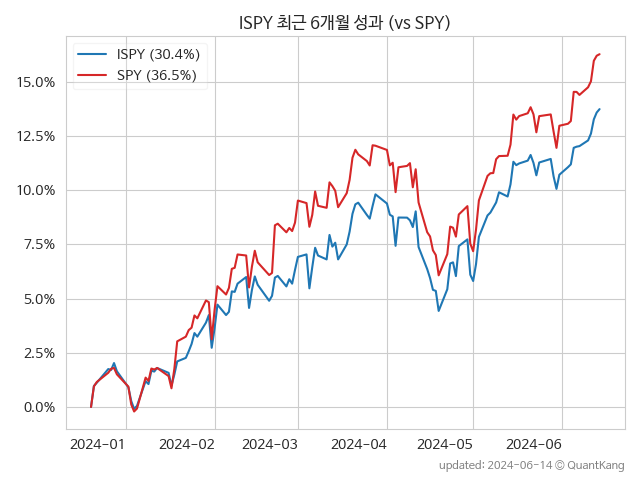 ISPY 최근 6개월 성과 (vs SPY)
ISPY (30.4%)
SPY (36.5%)
15.0%
12.5%
10.0%
7.5%
5.0%
2.5%
0.0%
2024-01 2024-02 2024-03 2024-04 2024-05 2024-06
updated: 2024-06-14 © QuantKang